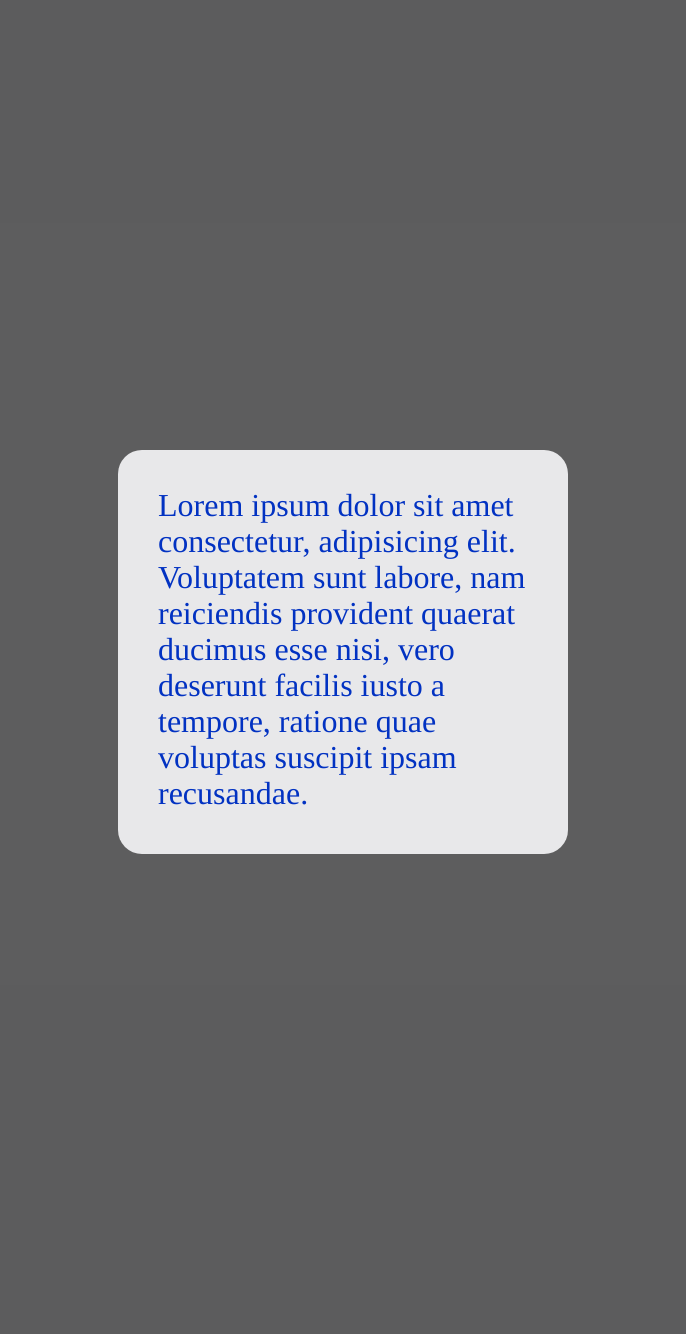 Lorem ipsum dolor sit amet
consectetur, adipisicing elit.
Voluptatem sunt labore, nam
reiciendis provident quaerat
ducimus esse nisi, vero
deserunt facilis iusto a
tempore, ratione quae
voluptas suscipit ipsam
recusandae.